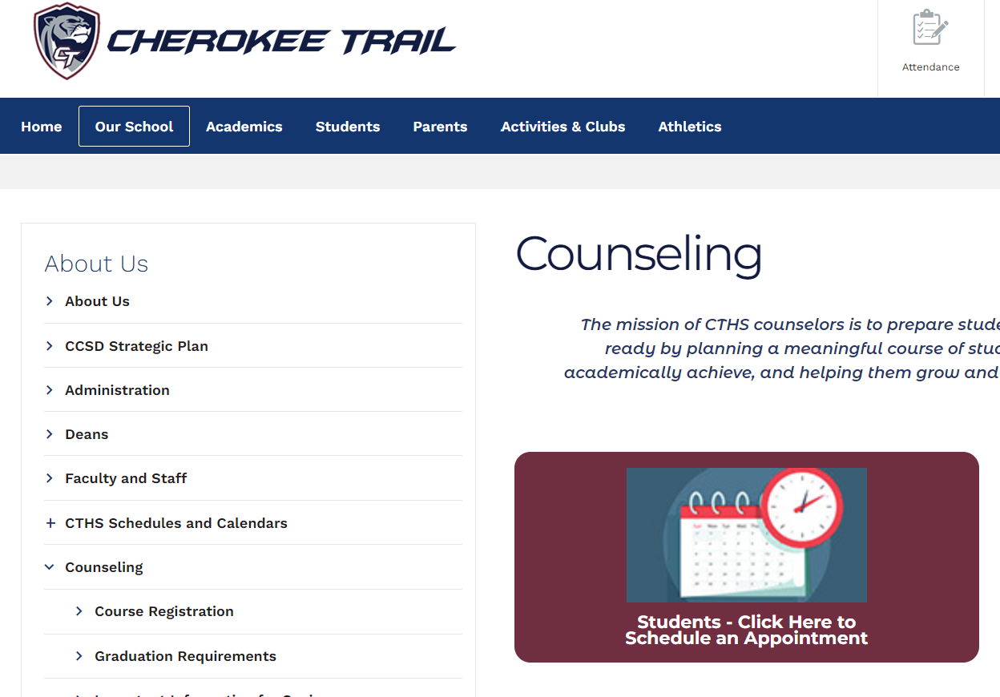 CT
CHEROKEE TRAIL
Attendance
Home
Our School
Academics
Students
Parents
Activities & Clubs
Athletics
About Us
About Us
CCSD Strategic Plan
Administration
Deans
Faculty and Staff
CTHS Schedules and Calendars
Counseling
Course Registration
Graduation Requirements
Counseling
The mission of CTHS counselors is to prepare
ready by planning a meaningful course of
academically achieve, and helping them grow and
Students - Click Here to
Schedule an Appointment